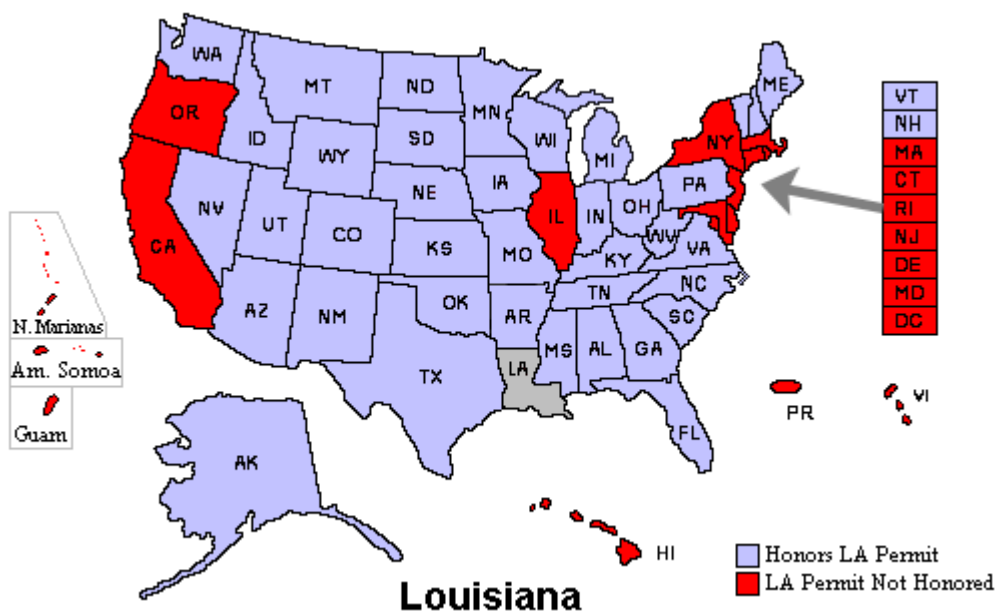 WA
MT
ND
MN
ME
VT
OR
ID
SD
WI
NH
WY
MI
NY
MA
NE
IA
PA
CT
NV
UT
IL
IN
OH
RI
CA
CO
KS
MO
WV
VA
NJ
KY
DE
AZ
NM
OK
TN
NC
MD
AR
SC
DC
N. Marianas
MS
AL
GA
Am. Somoa
LA
TX
PR
VI
Guam
FL
AK
HI
Honors LA Permit
LA Permit Not Honored
Louisiana